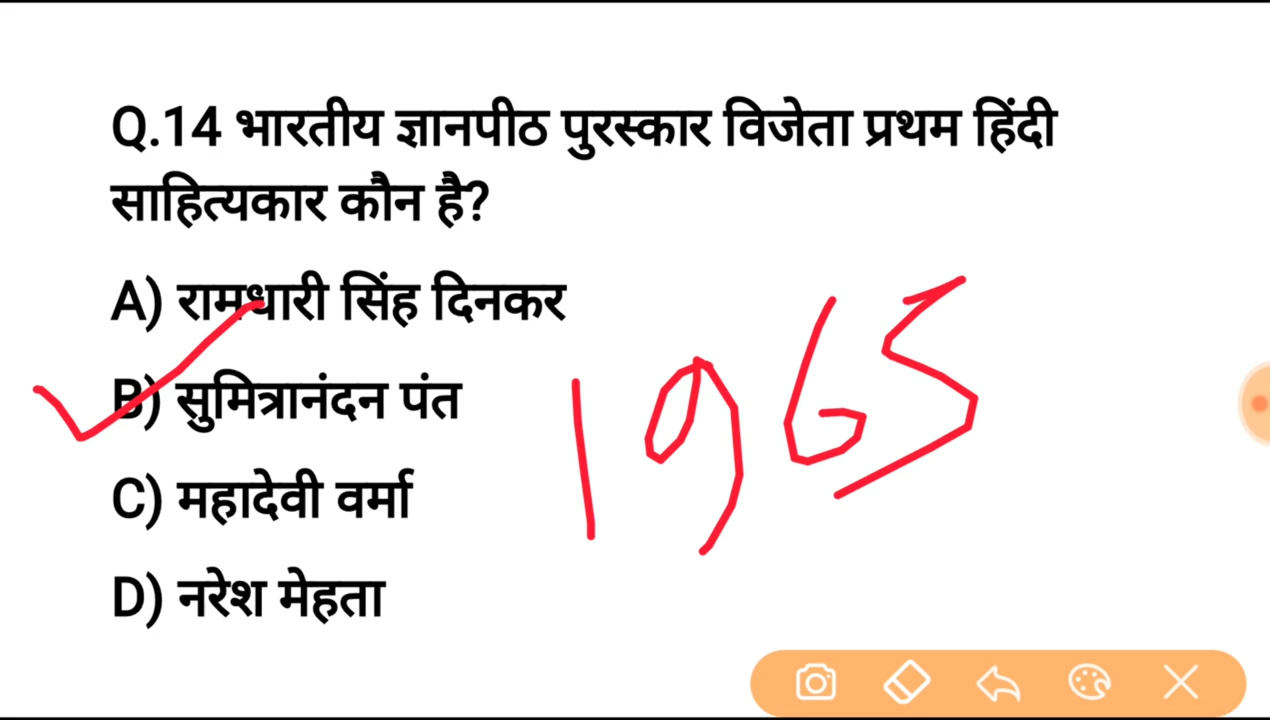 Q.14 भारतीय ज्ञानपीठ पुरस्कार विजेता प्रथम हिंदी
साहित्यकार कौन है?
A) रामधारी सिंह दिनकर
B) सुमित्रानंदन पंत
C) महादेवी वर्मा
D) नरेश मेहता
1965